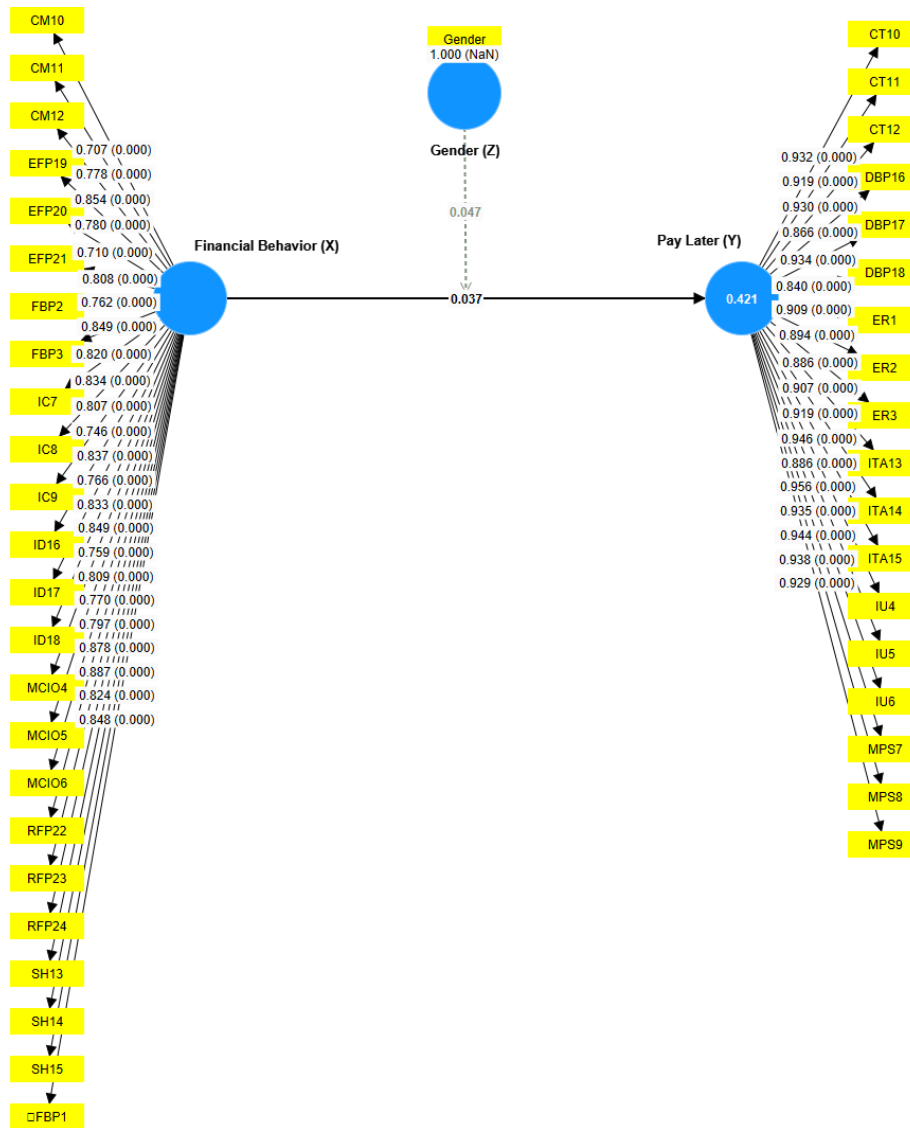 CM10
CM11
CM12
EFP19
EFP20
EFP21
FBP2
FBP3
IC7
IC8
IC9
ID16
ID17
ID18
MCIO4
MCIO5
MCIO6
RFP22
RFP23
RFP24
SH13
SH14
SH15
□FBP1
0.707 (0.000)
0.778 (0.000)
0.854 (0.000)
0.780 (0.000)
0.710 (0.000)
0.808 (0.000)
0.762 (0.000)
0.849 (0.000)
0.820 (0.000)
0.834 (0.000)
0.807 (0.000)
0.746 (0.000)
0.837 (0.000)
0.766 (0.000)
0.833 (0.000)
0.849 (0.000)
0.759 (0.000)
0.809 (0.000)
0.770 (0.000)
0.797 (0.000)
0.878 (0.000)
0.887 (0.000)
0.824 (0.000)
0.848 (0.000)
Financial Behavior (X)
Gender
1.000 (NaN)
Gender (Z)
0.047
0.037
Pay Later (Y)
0.421
0.932 (0.000)
0.919 (0.000)
0.930 (0.000)
0.866 (0.000)
0.934 (0.000)
0.840 (0.000)
0.909 (0.000)
0.894 (0.000)
0.886 (0.000)
0.907 (0.000)
0.919 (0.000)
0.946 (0.000)
0.886 (0.000)
0.956 (0.000)
0.935 (0.000)
0.944 (0.000)
0.938 (0.000)
0.929 (0.000)
CT10
CT11
CT12
DBP16
DBP17
DBP18
ER1
ER2
ER3
ITA13
ITA14
ITA15
IU4
IU5
IU6
MPS7
MPS8
MPS9